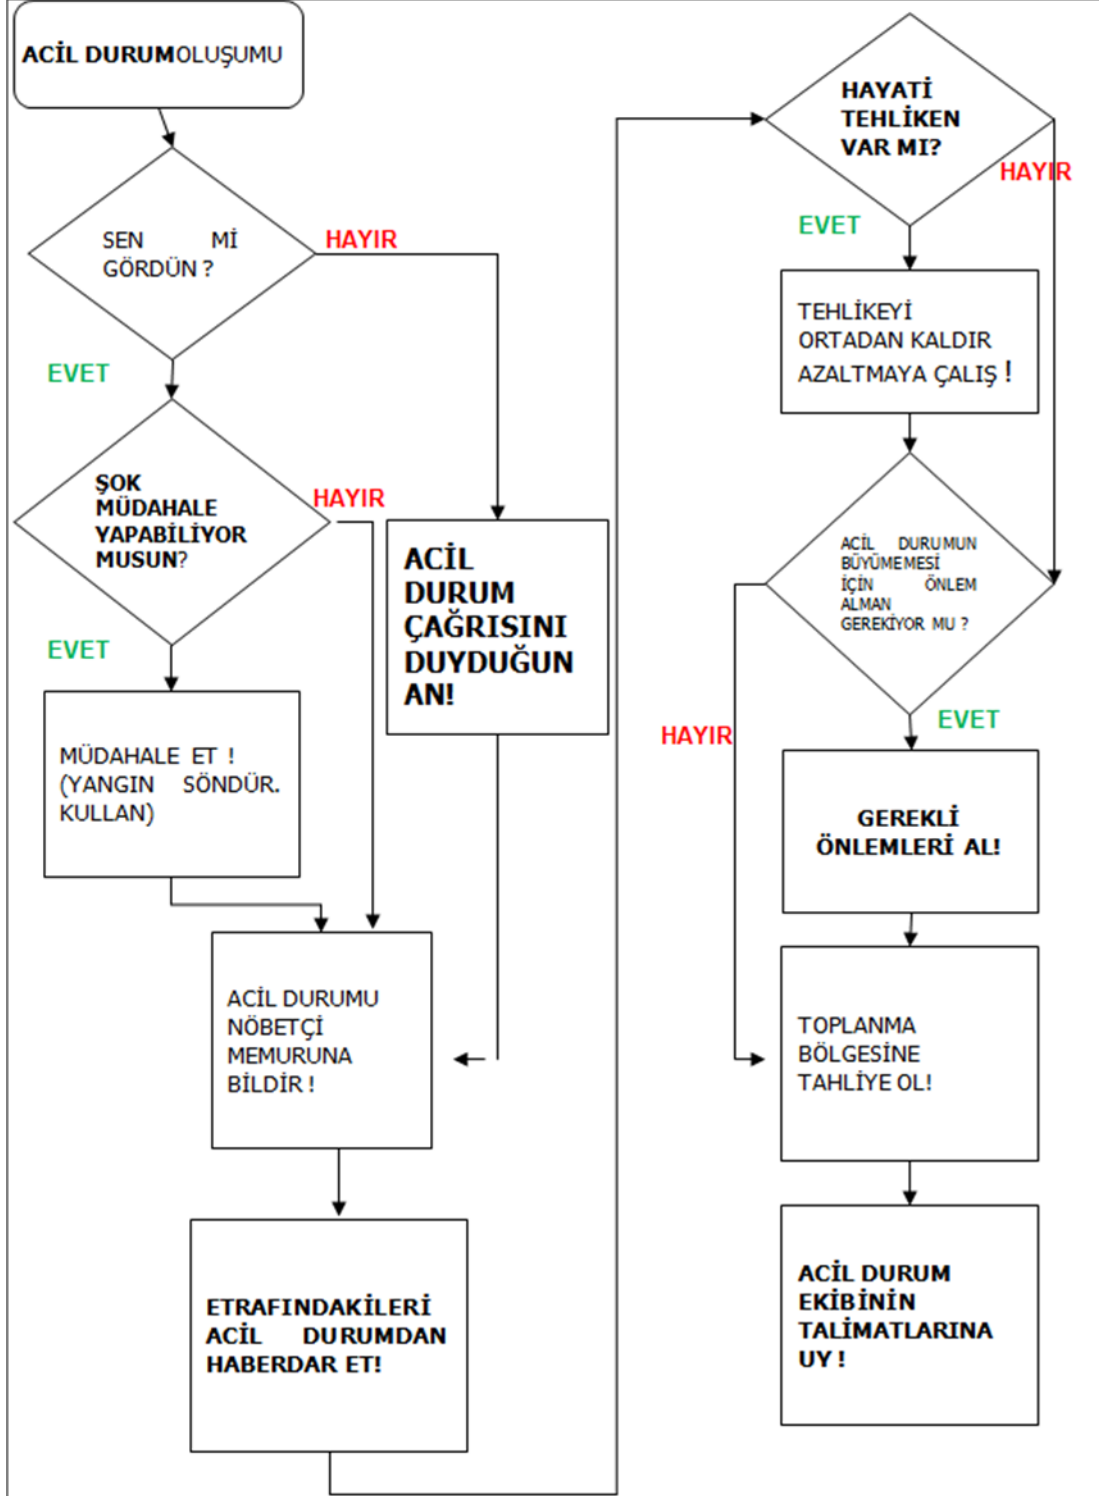 ACİL DURUMOLUŞUMU
SEN Mİ
GÖRDÜN ?
HAYIR
EVET
ŞOK
MÜDAHALE
YAPABİLİYOR
MUSUN?
HAYIR
EVET
MÜDAHALE ET !
(YANGIN SÖNDÜR.
KULLAN)
ACİL
DURUM
ÇAĞRISINI
DUYDUĞUN
AN!
ACİL DURUMU
NÖBETÇİ
MEMURUNA
BİLDİR !
ETRAFINDAKİLERİ
ACİL DURUMDAN
HABERDAR ET!
HAYATİ
TEHLİKEN
VAR MI?
HAYIR
EVET
TEHLİKEYİ
ORTADAN KALDIR
AZALTMAYA ÇALIŞ !
ACİL DURUMUN
BÜYÜMEMESİ
İÇİN ÖNLEM
ALMAN
GEREKİYOR MU ?
HAYIR
EVET
GEREKLİ
ÖNLEMLERİ AL!
TOPLANMA
BÖLGESİNE
TAHLİYE OL!
ACİL DURUM
EKİBİNİN
TALİMATLARINA
UY !